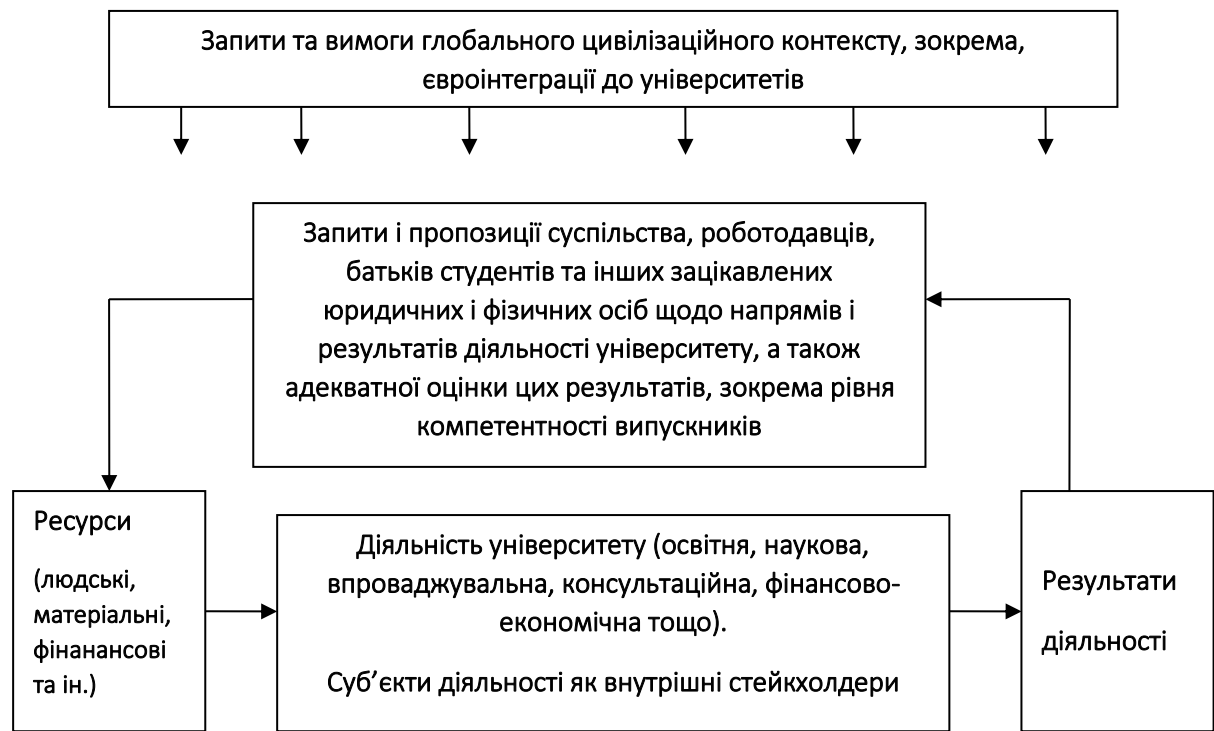 Запити та вимоги глобального цивілізаційного контексту, зокрема,
євроінтеграції до університетів
Запити і пропозиції суспільства, роботодавців,
батьків студентів та інших зацікавлених
юридичних і фізичних осіб щодо напрямів і
результатів діяльності університету, а також
адекватної оцінки цих результатів, зокрема рівня
компетентності випускників
Ресурси
(людські,
матеріальні,
фінанансові
та ін.)
Діяльність університету (освітня, наукова,
впроваджувальна, консультаційна, фінансово-
економічна тощо).
Суб’єкти діяльності як внутрішні стейкхолдери
Результати
діяльності